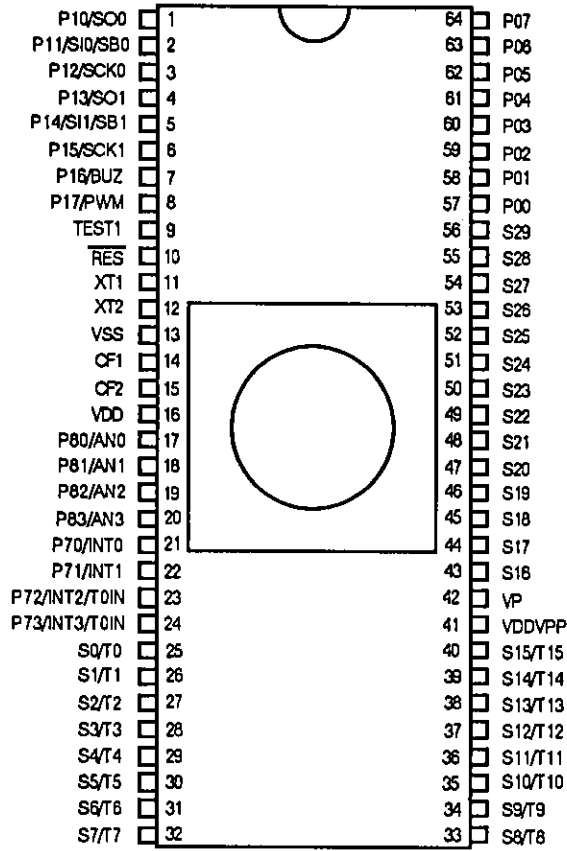 P10/SO0 1 64 P07
P11/SI0/SB0 2 63 P06
P12/SCK0 3 62 P05
P13/SO1 4 61 P04
P14/SI1/SB1 5 60 P03
P15/SCK1 6 59 P02
P16/BUZ 7 58 P01
P17/PWM 8 57 P00
TEST1 9 56 S29
RES 10 55 S28
XT1 11 54 S27
XT2 12 53 S26
VSS 13 52 S25
CF1 14 51 S24
CF2 15 50 S23
VDD 16 49 S22
P80/AN0 17 48 S21
P81/AN1 18 47 S20
P82/AN2 19 46 S19
P83/AN3 20 45 S18
P70/INT0 21 44 S17
P71/INT1 22 43 S16
P72/INT2/T0IN 23 42 VP
P73/INT3/T0IN 24 41 VDDVPP
S0/T0 25 40 S15/T15
S1/T1 26 39 S14/T14
S2/T2 27 38 S13/T13
S3/T3 28 37 S12/T12
S4/T4 29 36 S11/T11
S5/T5 30 35 S10/T10
S6/T6 31 34 S9/T9
S7/T7 32 33 S8/T8